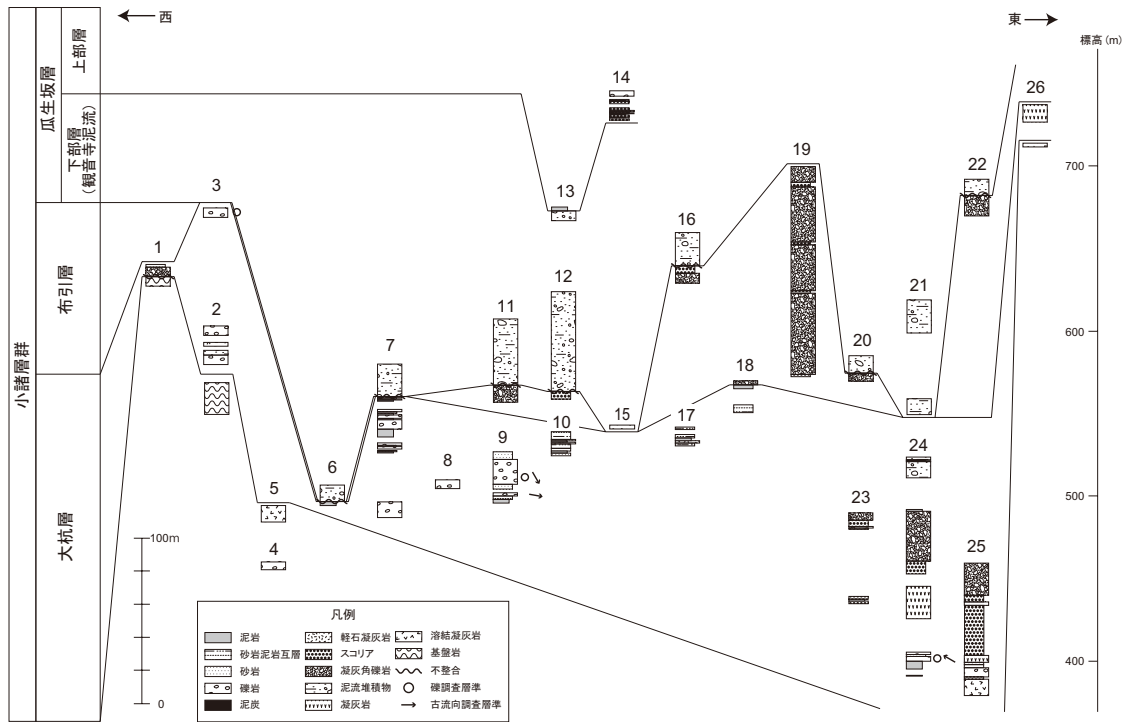 西
東
標高(m)
小諸層群
瓜生坂層
上部層
下部層
(観音寺泥流)
布引層
大杭層
1
2
3
4
5
6
7
8
9
10
11
12
13
14
15
16
17
18
19
20
21
22
23
24
25
26
700
600
500
400
100m
0
凡例
泥岩
砂岩泥岩互層
砂岩
礫岩
泥炭
軽石凝灰岩
スコリア
凝灰角礫岩
泥流堆積物
凝灰岩
溶結凝灰岩
基盤岩
不整合
礫調査層準
古流向調査層準